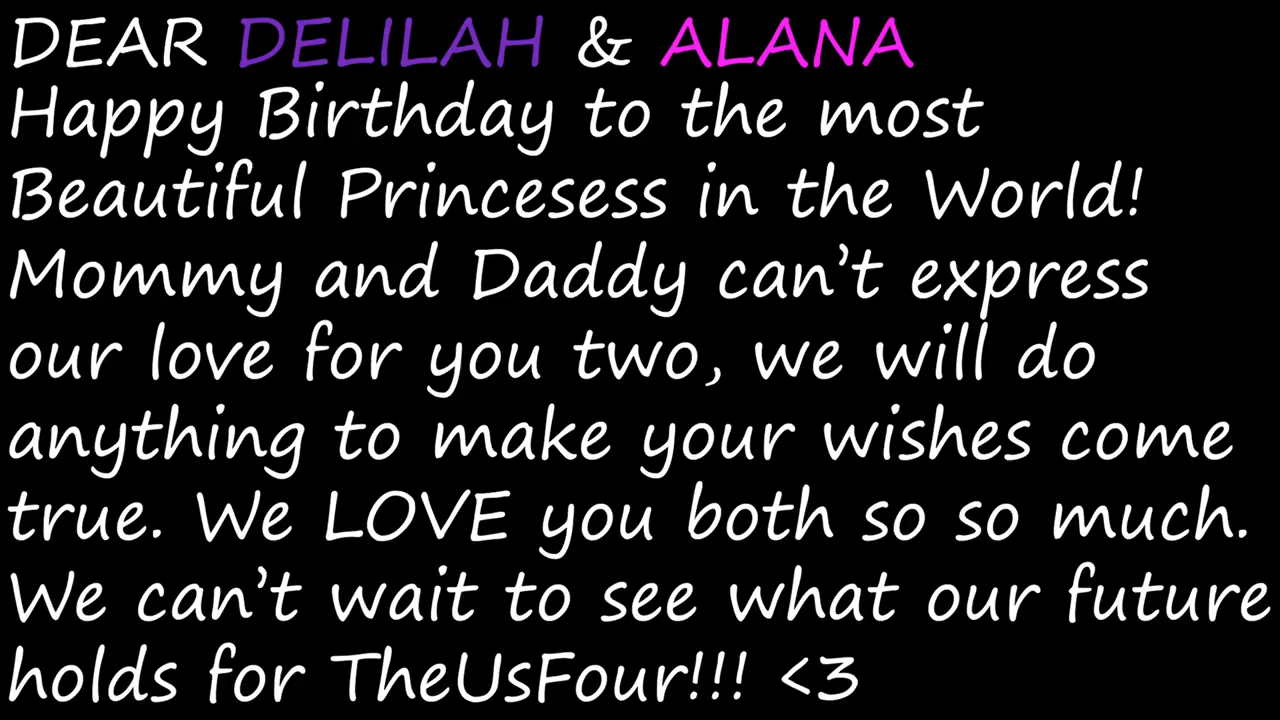 DEAR DELILAH & ALANA
Happy Birthday to the most
Beautiful Princesess in the World!
Mommy and Daddy can’t express
our love for you two, we will do
anything to make your wishes come
true. We LOVE you both so so much.
We can’t wait to see what our future
holds for TheUsFour!!! <3